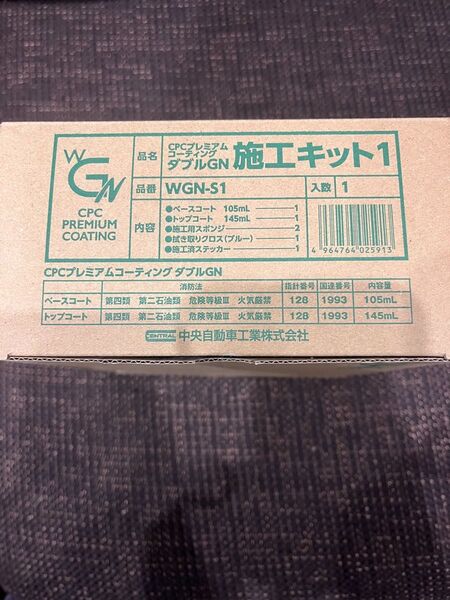 WGN
CPC
PREMIUM
COATING
品名 CPCプレミアム
コーティング
ダブルGN 施工キット1
品番 WGN-S1 入数 1
内容
●ベースコート 105mL 1
●トップコート 145mL 1
●施工用スポンジ 2
●拭き取りクロス(ブルー) 1
●施工済ステッカー 1
4 964764 025913
CPCプレミアムコーティング ダブルGN
消防法 指針番号 国連番号 内容量
ベースコート 第四類 第二石油類 危険等級Ⅲ 火気厳禁 128 1993 105mL
トップコート 第四類 第二石油類 危険等級Ⅲ 火気厳禁 128 1993 145mL
CENTRAL 中央自動車工業株式会社